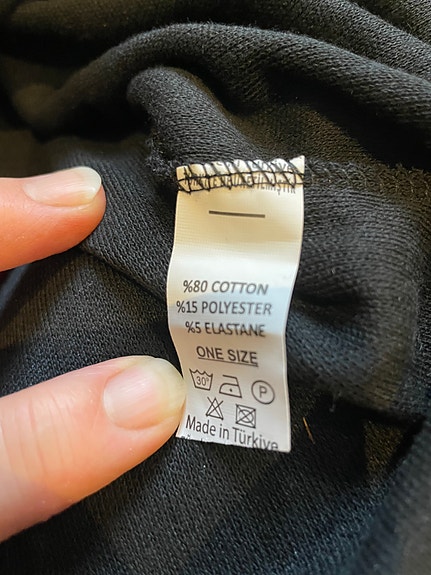 %80 COTTON
%15 POLYESTER
%5 ELASTANE
ONE SIZE
30° P
Made in Türkiye